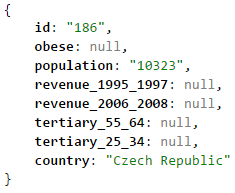 {
id: "186",
obese: null,
population: "10323",
revenue_1995_1997: null,
revenue_2006_2008: null,
tertiary_55_64: null,
tertiary_25_34: null,
country: "Czech Republic"
}